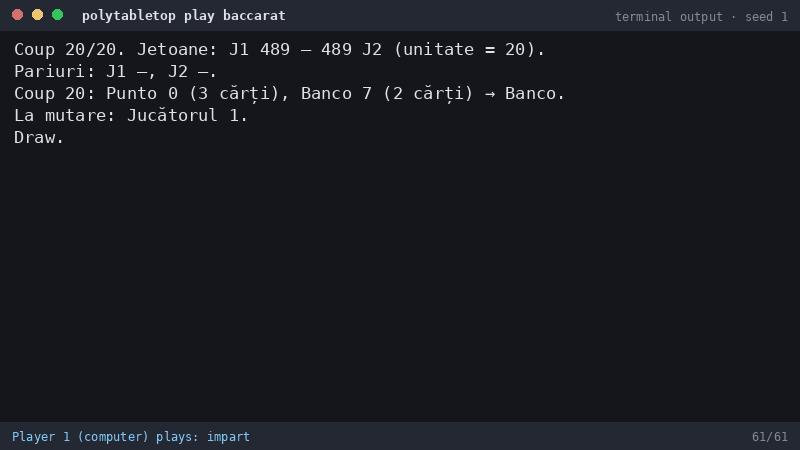 polytabletop play baccarat
terminal output · seed 1
Coup 20/20. Jetoane: J1 489 — 489 J2 (unitate = 20).
Pariuri: J1 —, J2 —.
Coup 20: Punto 0 (3 cărți), Banco 7 (2 cărți) → Banco.
La mutare: Jucătorul 1.
Draw.
Player 1 (computer) plays: impart
61/61